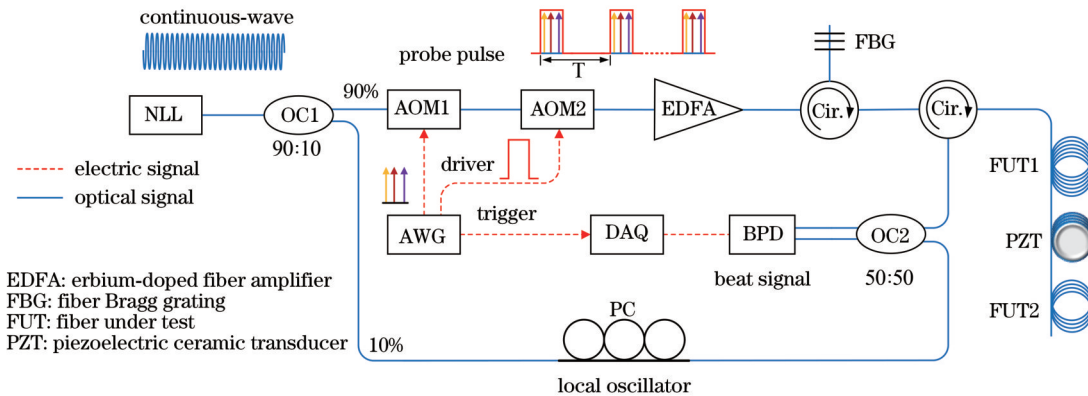 continuous-wave
probe pulse
T
FBG
NLL
OC1
90:10
90%
AOM1
AOM2
EDFA
Cir.
Cir.
electric signal
optical signal
driver
trigger
AWG
DAQ
BPD
OC2
beat signal
50:50
FUT1
PZT
FUT2
EDFA: erbium-doped fiber amplifier
FBG: fiber Bragg grating
FUT: fiber under test
PZT: piezoelectric ceramic transducer
10%
PC
local oscillator